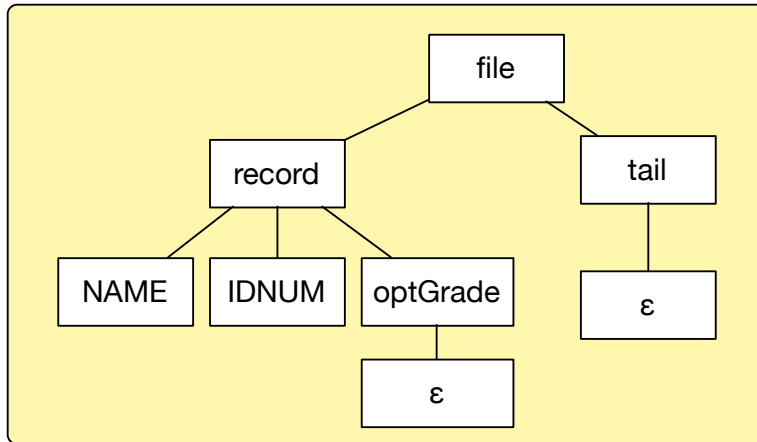 file
record
tail
NAME
IDNUM
optGrade
ε
ε